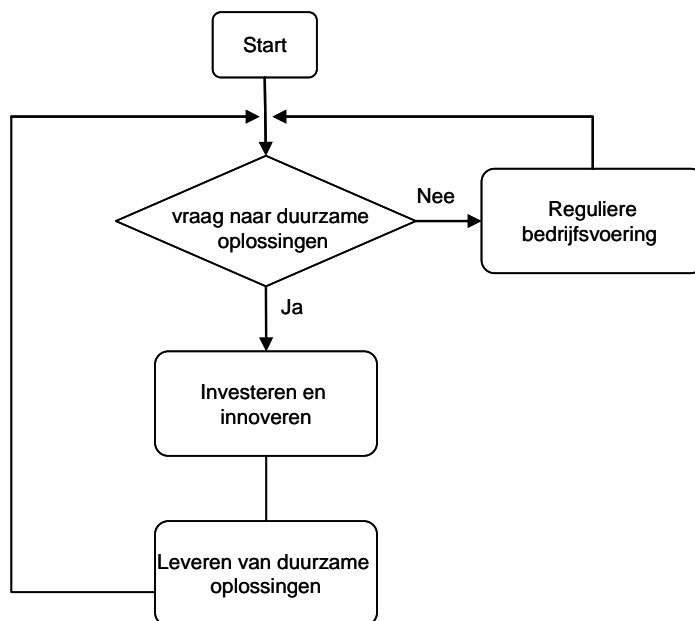 Start
vraag naar duurzame
oplossingen
Nee
Reguliere
bedrijfsvoering
Ja
Investeren en
innoveren
Leveren van duurzame
oplossingen